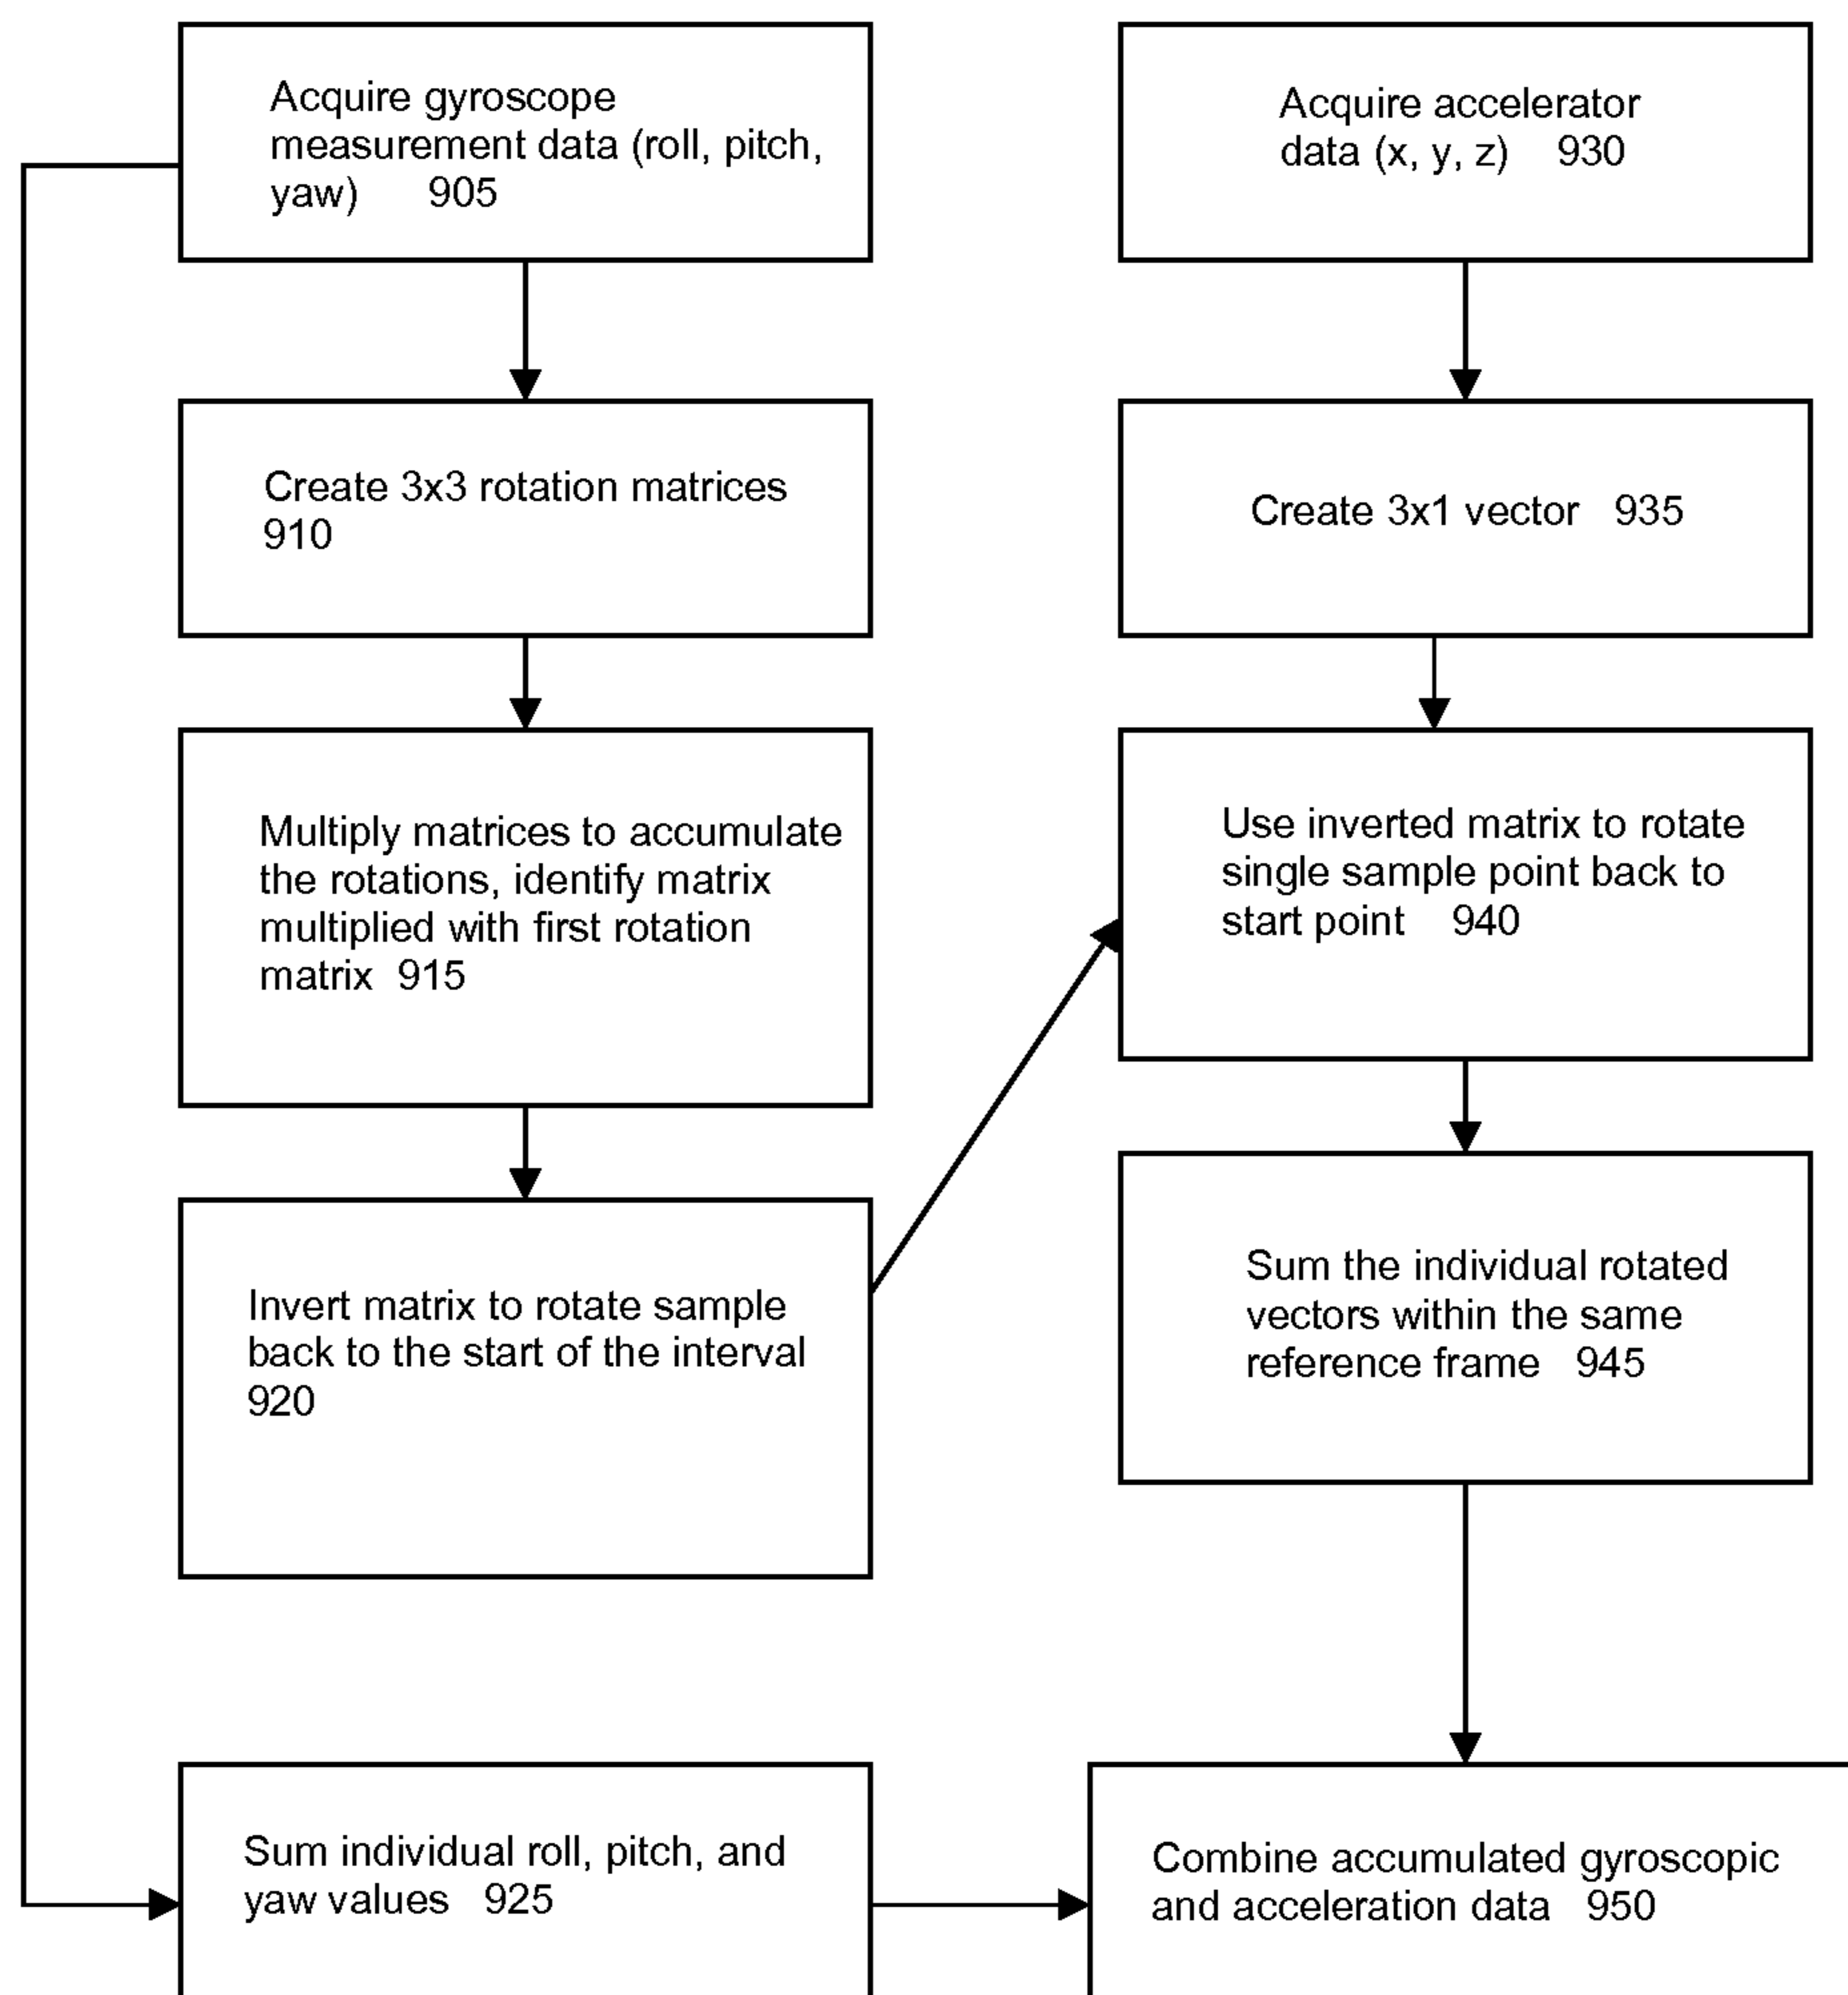 Acquire gyroscope
measurement data (roll, pitch,
yaw) 905
Create 3x3 rotation matrices
910
Multiply matrices to accumulate
the rotations, identify matrix
multiplied with first rotation
matrix 915
Invert matrix to rotate sample
back to the start of the interval
920
Sum individual roll, pitch, and
yaw values 925
Acquire accelerator
data (x, y, z) 930
Create 3x1 vector 935
Use inverted matrix to rotate
single sample point back to
start point 940
Sum the individual rotated
vectors within the same
reference frame 945
Combine accumulated gyroscopic
and acceleration data 950